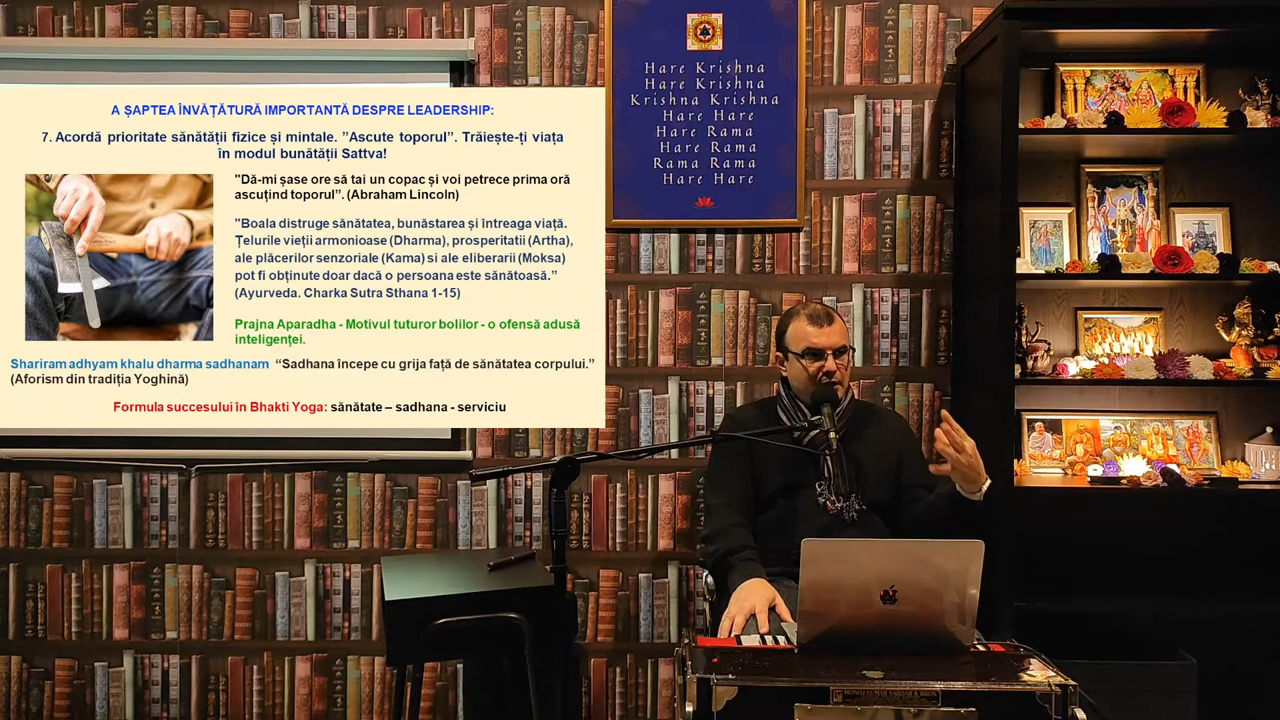 A ȘAPTEA ÎNVĂȚĂTURĂ IMPORTANTĂ DESPRE LEADERSHIP:
7. Acordă prioritate sănătății fizice și mintale. ”Ascute toporul”. Trăiește-ți viața
în modul bunătății Sattva!
"Dă-mi șase ore să tai un copac și voi petrece prima oră
ascuțind toporul”. (Abraham Lincoln)
"Boala distruge sănătatea, bunăstarea și întreaga viață.
Țelurile vieții armonioase (Dharma), prosperitatii (Artha),
ale plăcerilor senzoriale (Kama) si ale eliberarii (Moksa)
pot fi obținute doar dacă o persoana este sănătoasă.”
(Ayurveda. Charka Sutra Sthana 1-15)
Prajna Aparadha - Motivul tuturor bolilor - o ofensă adusă
inteligenței.
Shariram adhyam khalu dharma sadhanam “Sadhana începe cu grija față de sănătatea corpului.”
(Aforism din tradiția Yoghină)
Formula succesului în Bhakti Yoga: sănătate – sadhana - serviciu
Hare Krishna
Hare Krishna
Krishna Krishna
Hare Hare
Hare Rama
Hare Rama
Rama Rama
Hare Hare
MONOJ KUMAR SARDAR & BROS.